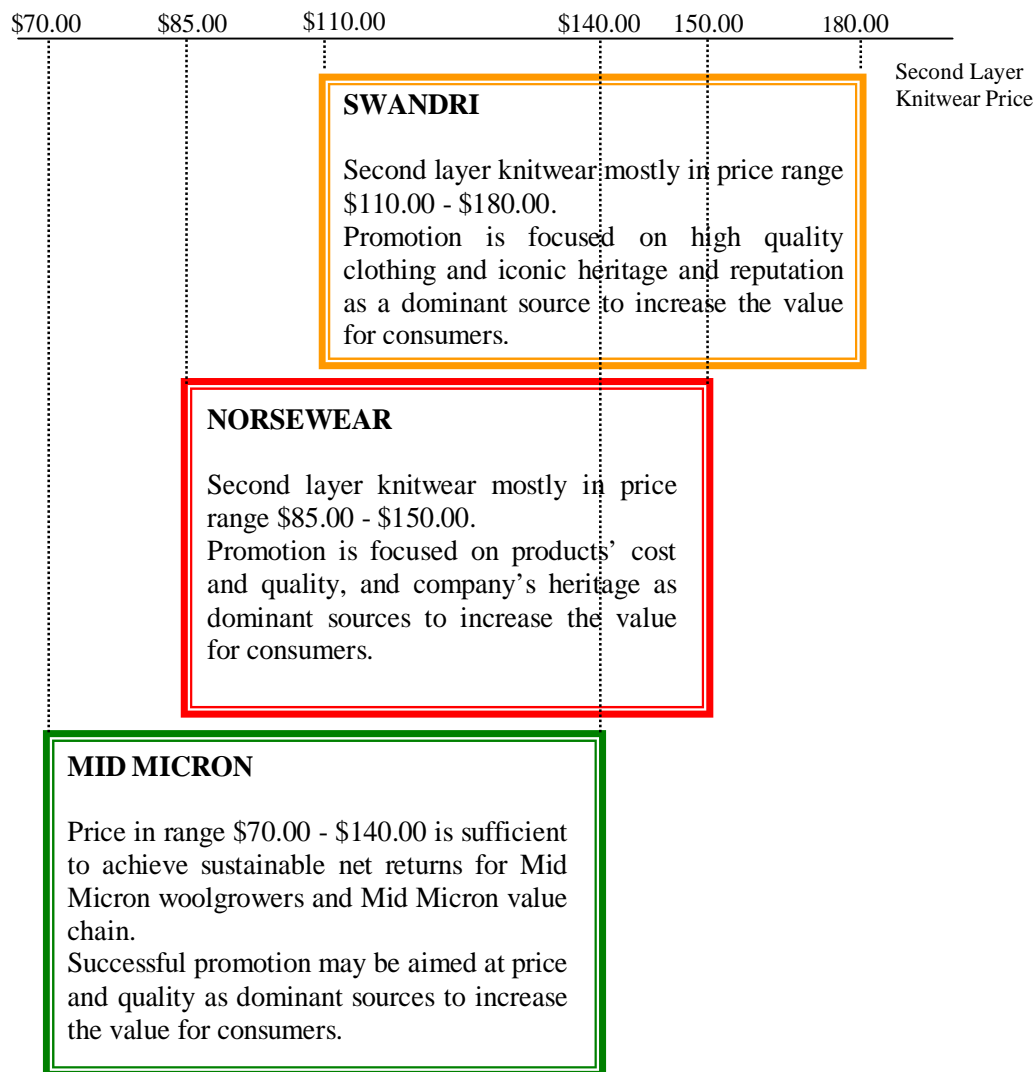 $70.00 $85.00 $110.00 $140.00 150.00 180.00
Second Layer
Knitwear Price
SWANDRI
Second layer knitwear mostly in price range
$110.00 - $180.00.
Promotion is focused on high quality
clothing and iconic heritage and reputation
as a dominant source to increase the value
for consumers.
NORSEWEAR
Second layer knitwear mostly in price
range $85.00 - $150.00.
Promotion is focused on products’ cost
and quality, and company’s heritage as
dominant sources to increase the value
for consumers.
MID MICRON
Price in range $70.00 - $140.00 is sufficient
to achieve sustainable net returns for Mid
Micron woolgrowers and Mid Micron value
chain.
Successful promotion may be aimed at price
and quality as dominant sources to increase
the value for consumers.